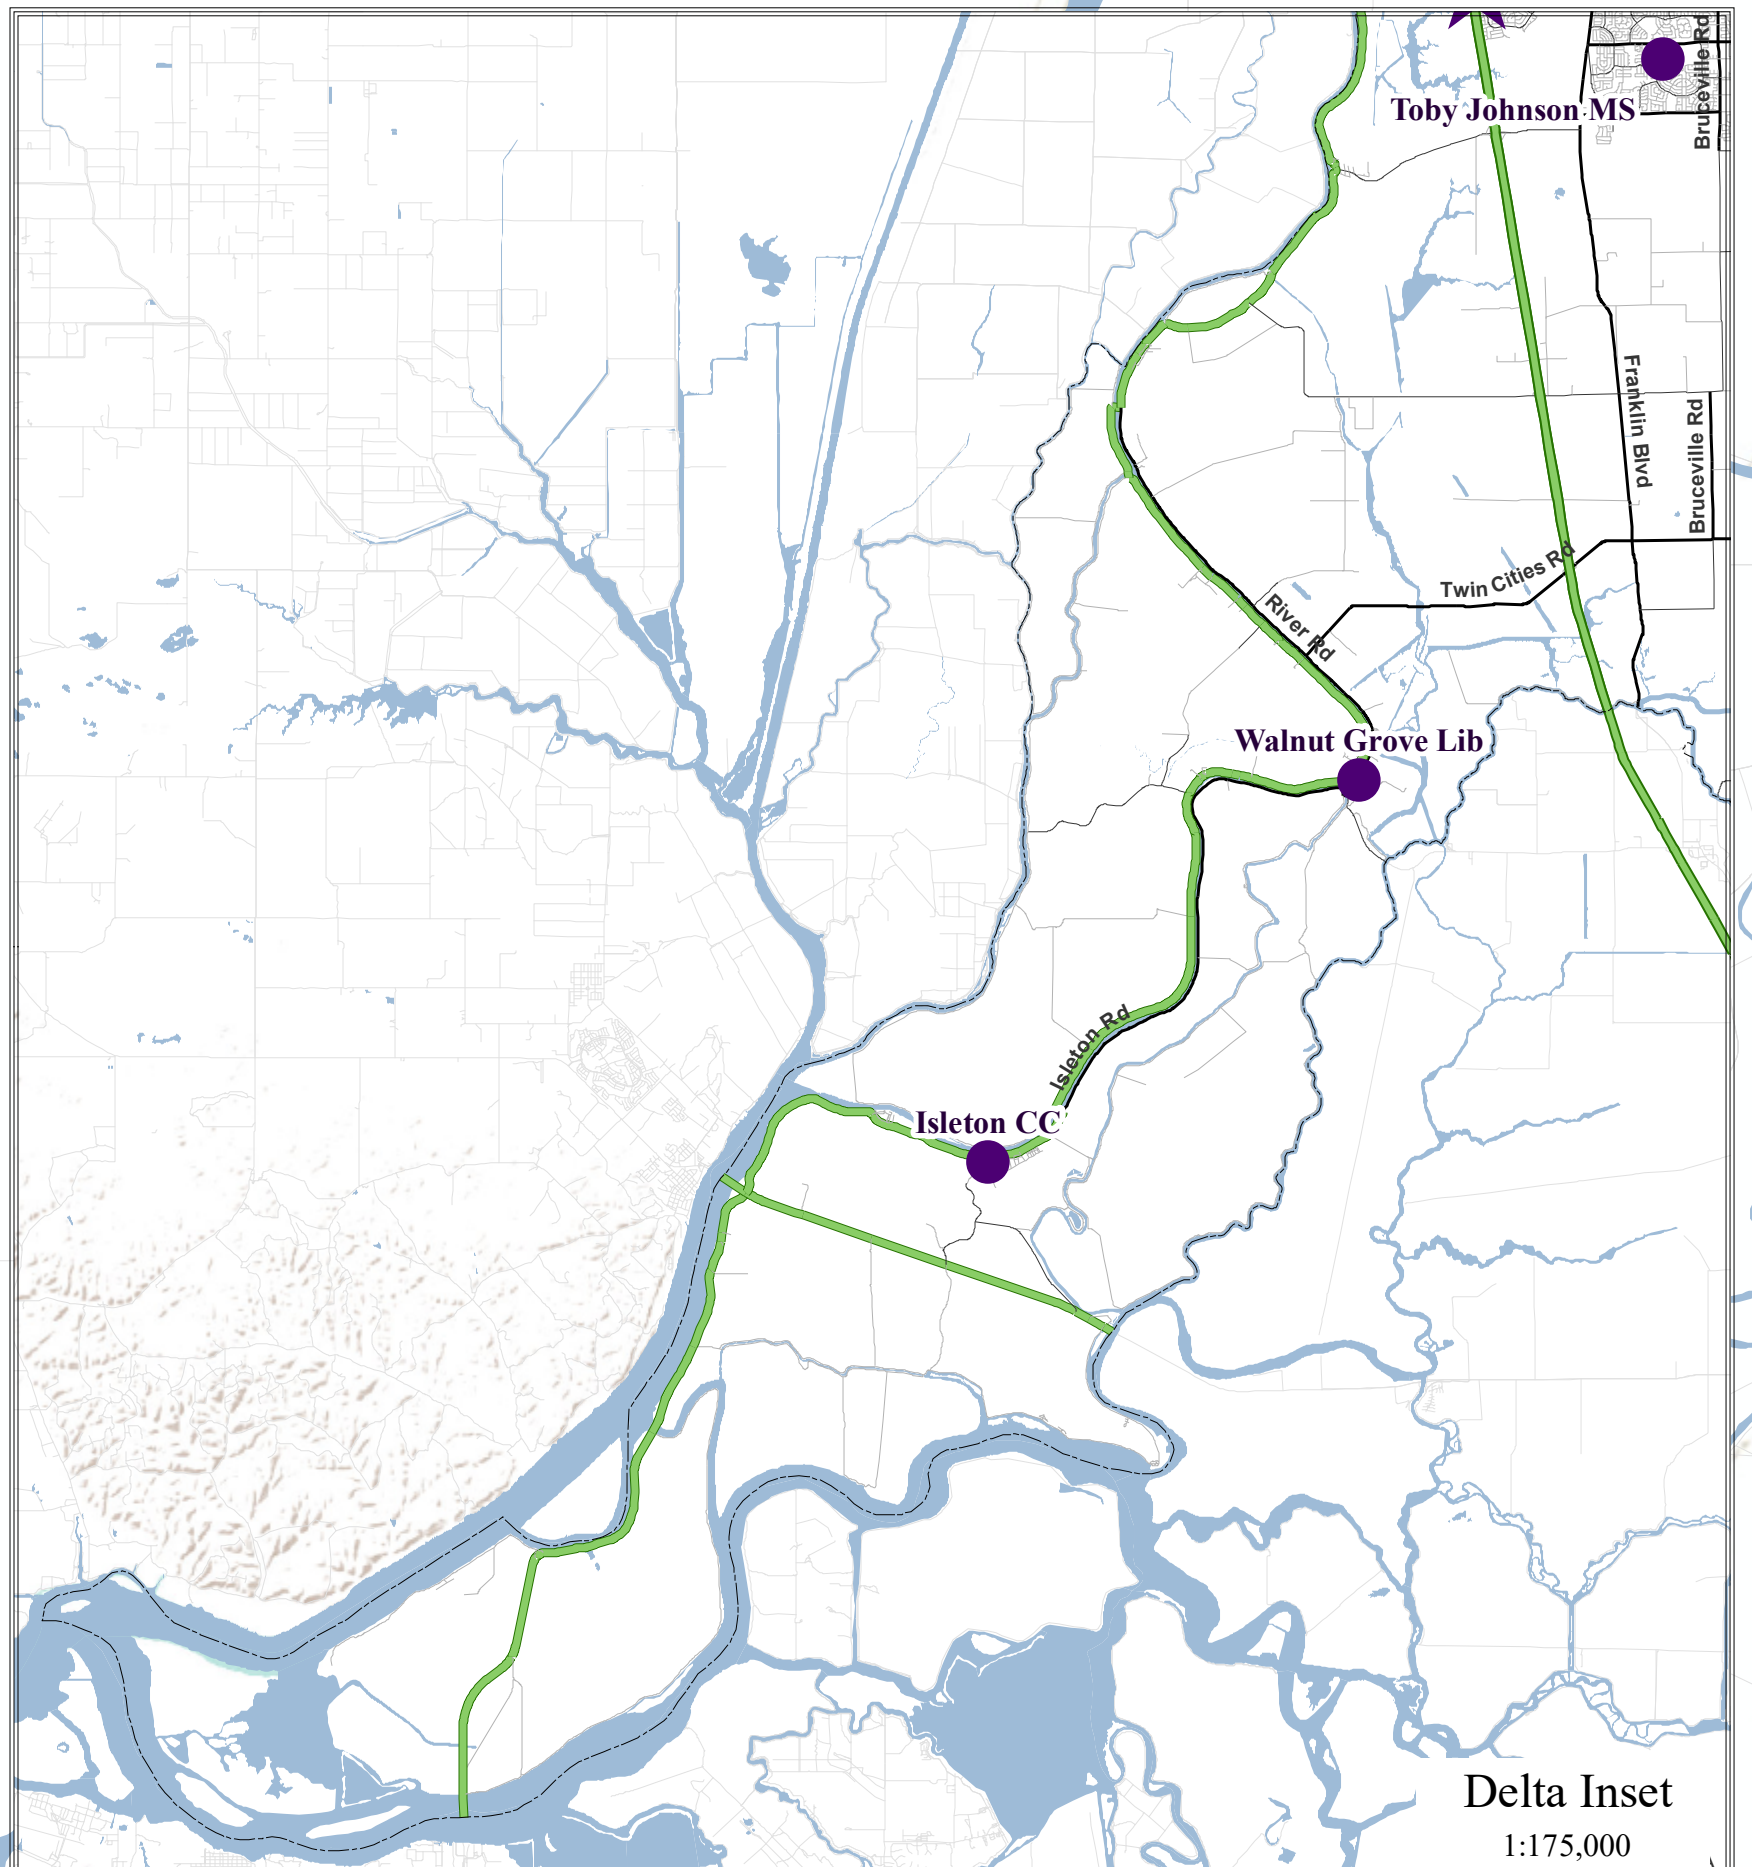 Bruceville Rd
Toby Johnson MS
Franklin Blvd
Bruceville Rd
Twin Cities Rd
River Rd
Walnut Grove Lib
Isleton Rd
Isleton CC
Delta Inset
1:175,000